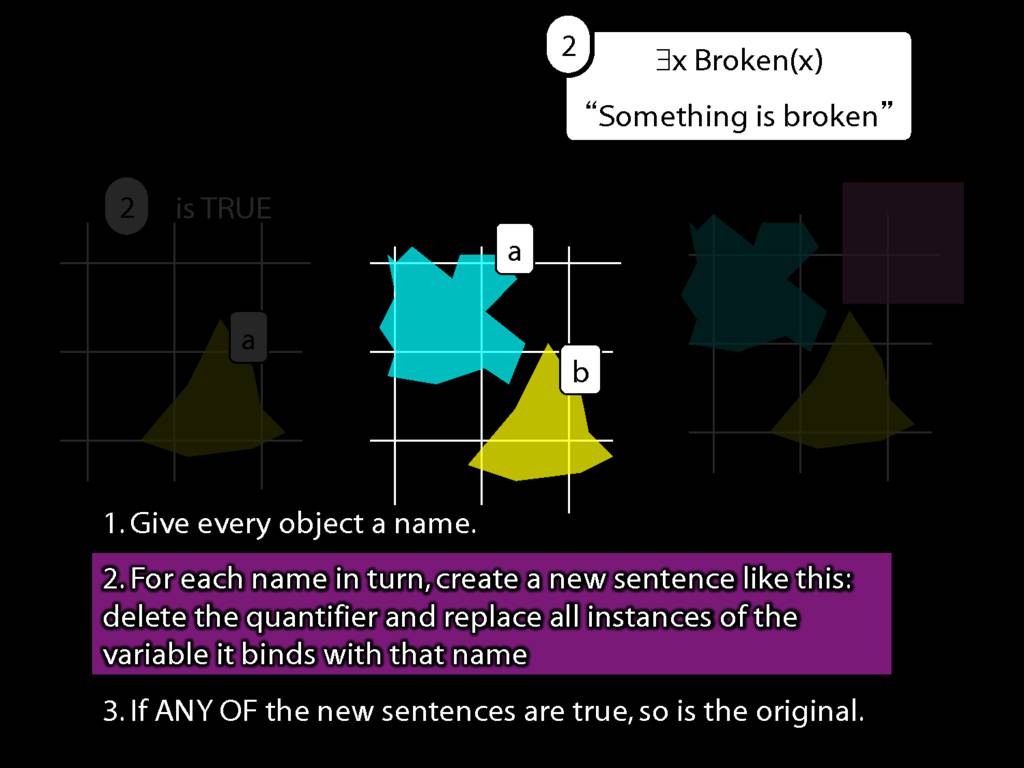 2
∃x Broken(x)
“Something is broken”
2 is TRUE
a
a
b
1. Give every object a name.
2. For each name in turn, create a new sentence like this:
delete the quantifier and replace all instances of the
variable it binds with that name
3. If ANY OF the new sentences are true, so is the original.